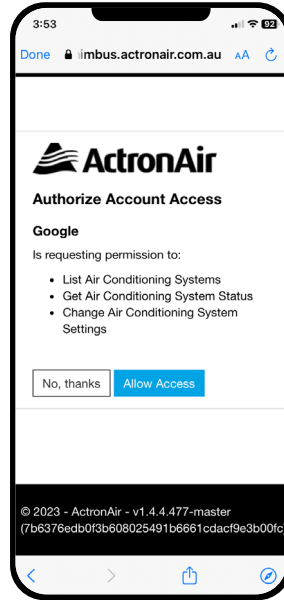 3:53
92
Done imbus.actronair.com.au AA
ActronAir
Authorize Account Access
Google
Is requesting permission to:
• List Air Conditioning Systems
• Get Air Conditioning System Status
• Change Air Conditioning System
Settings
No, thanks Allow Access
© 2023 - ActronAir - v1.4.4.477-master
(7b6376edb0f3b608025491b6661cdacf9e3b00fc